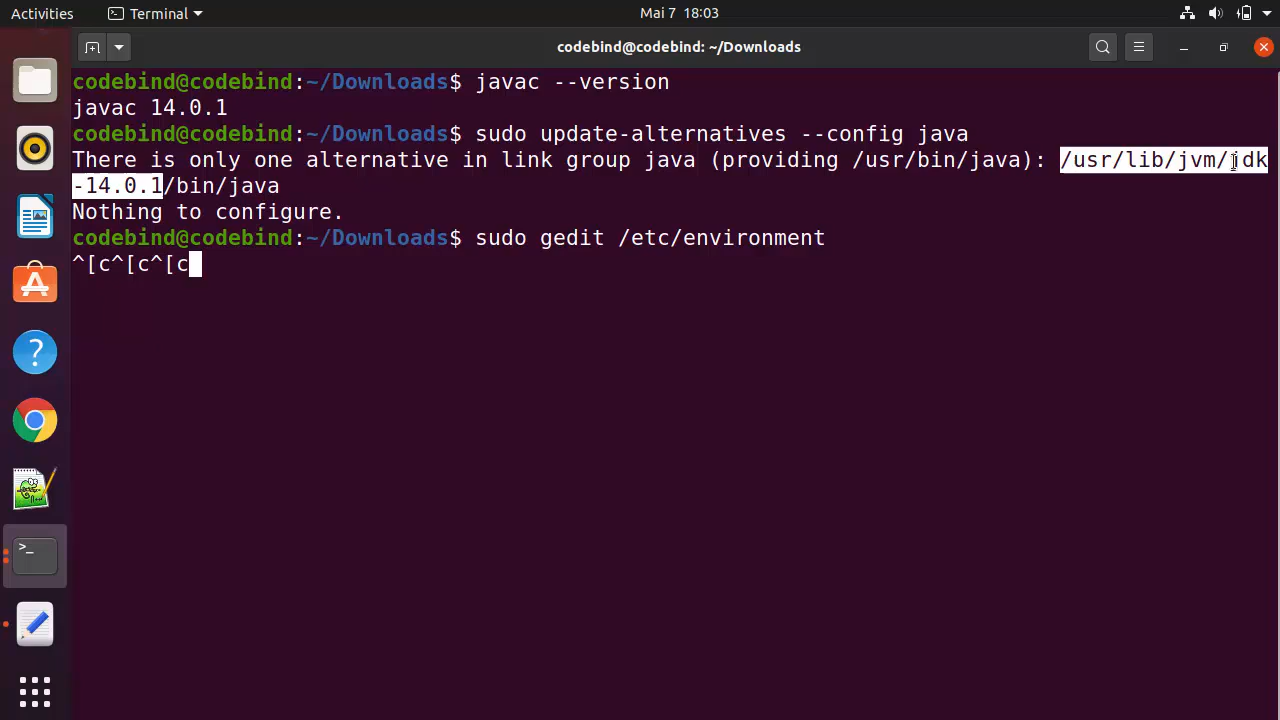 Activities Terminal Mai 7 18:03
codebind@codebind: ~/Downloads
codebind@codebind:~/Downloads$ javac --version
javac 14.0.1
codebind@codebind:~/Downloads$ sudo update-alternatives --config java
There is only one alternative in link group java (providing /usr/bin/java): /usr/lib/jvm/jdk
-14.0.1/bin/java
Nothing to configure.
codebind@codebind:~/Downloads$ sudo gedit /etc/environment
^[c^[c^[c